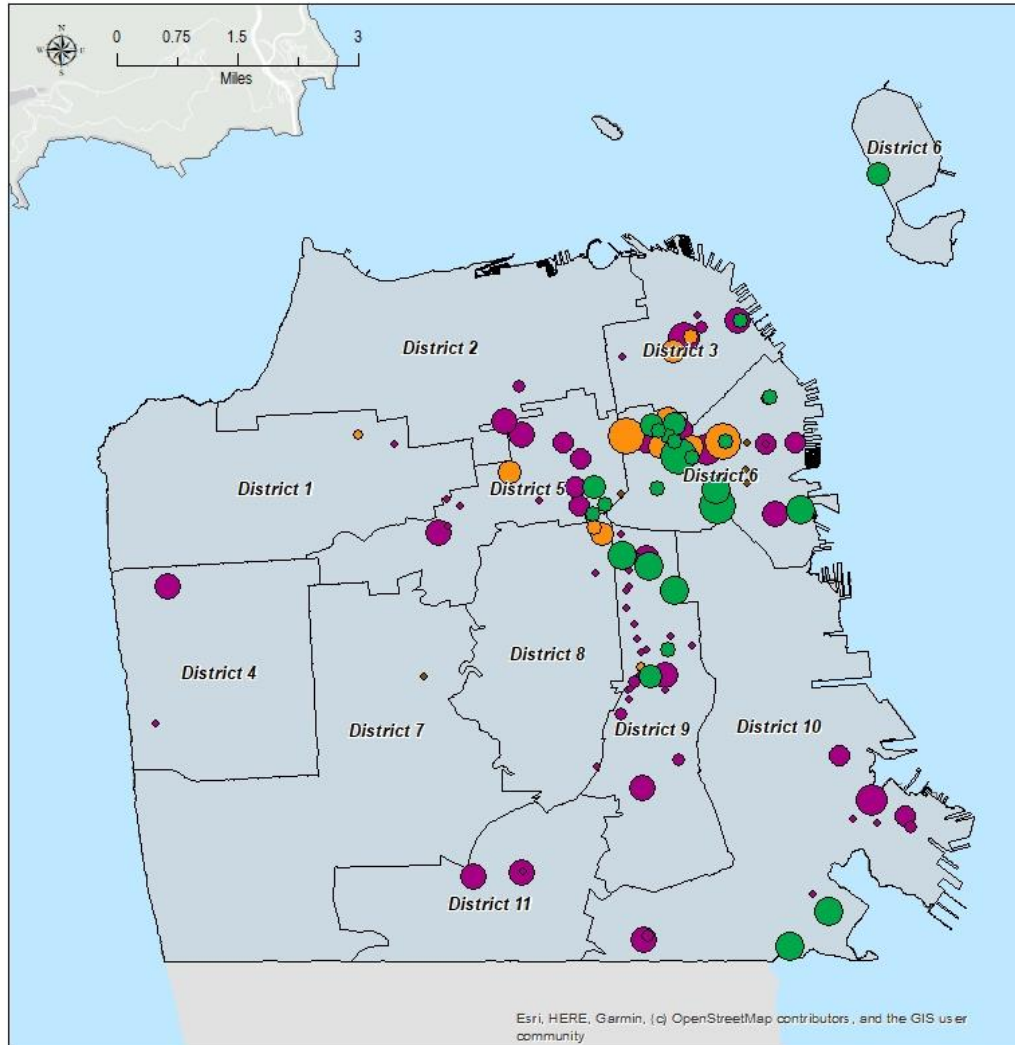 N
W E
S
0 0.75 1.5 3
Miles
District 6
District 2
District 3
District 1
District 5
District 6
District 4
District 8
District 7
District 9
District 10
District 11
Esri, HERE, Garmin, (c) OpenStreetMap contributors, and the GIS user
community